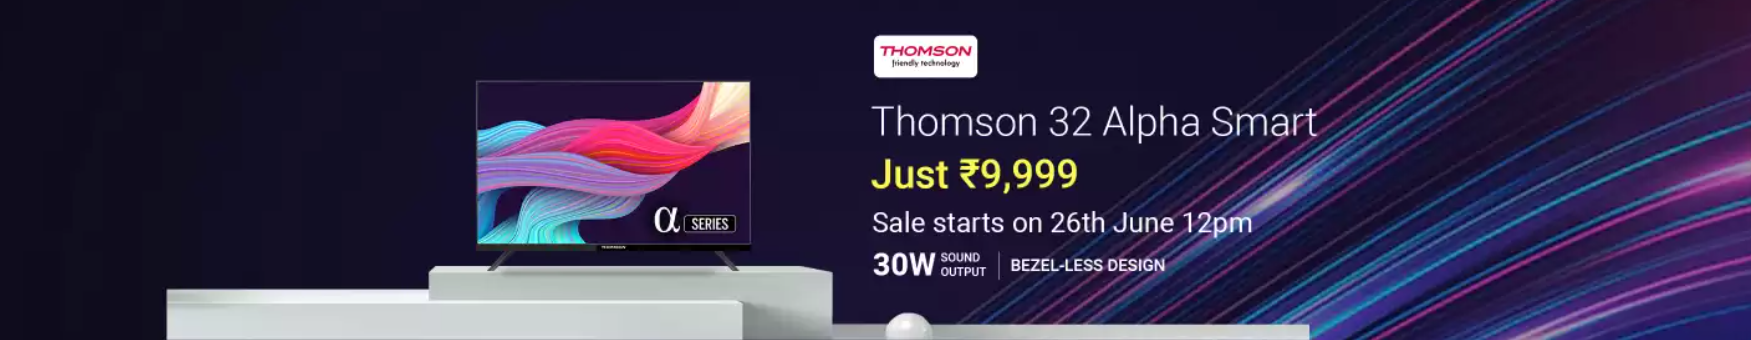 α SERIES
THOMSON
THOMSON
friendly technology
Thomson 32 Alpha Smart
Just ₹9,999
Sale starts on 26th June 12pm
30W SOUND OUTPUT | BEZEL-LESS DESIGN